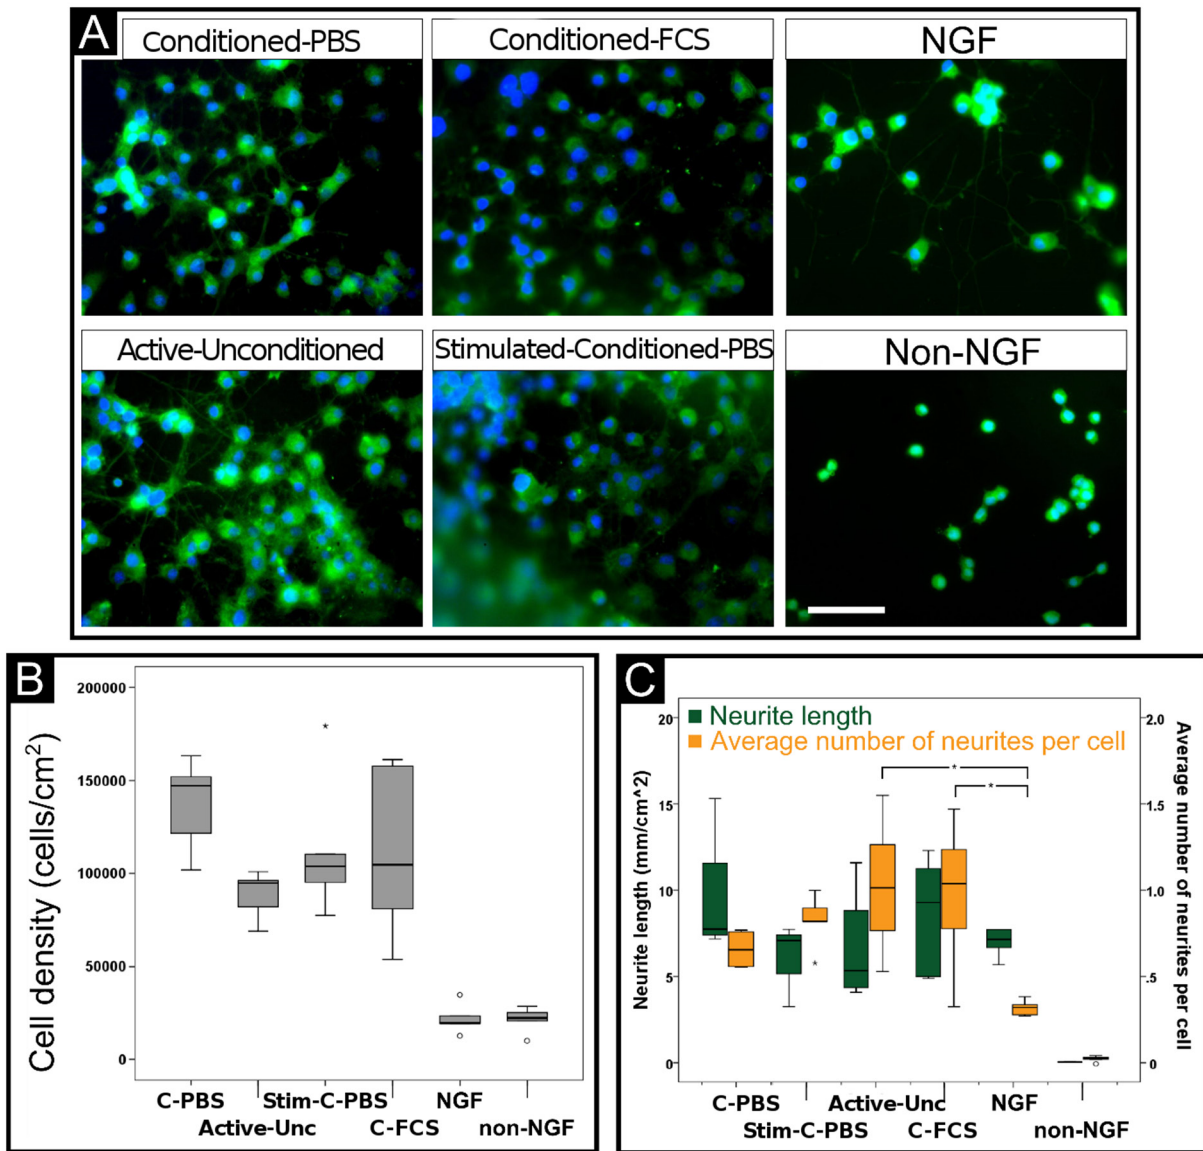 A
Conditioned-PBS
Conditioned-FCS
NGF
Active-Unconditioned
Stimulated-Conditioned-PBS
Non-NGF
B
Cell density (cells/cm²)
200000
150000
100000
50000
0
*
C-PBS
Active-Unc
Stim-C-PBS
C-FCS
NGF
non-NGF
C
Neurite length
Average number of neurites per cell
Neurite length (mm/cm^2)
20
15
10
5
0
Average number of neurites per cell
2.0
1.5
1.0
.5
0
*
*
*
C-PBS
Stim-C-PBS
Active-Unc
C-FCS
NGF
non-NGF